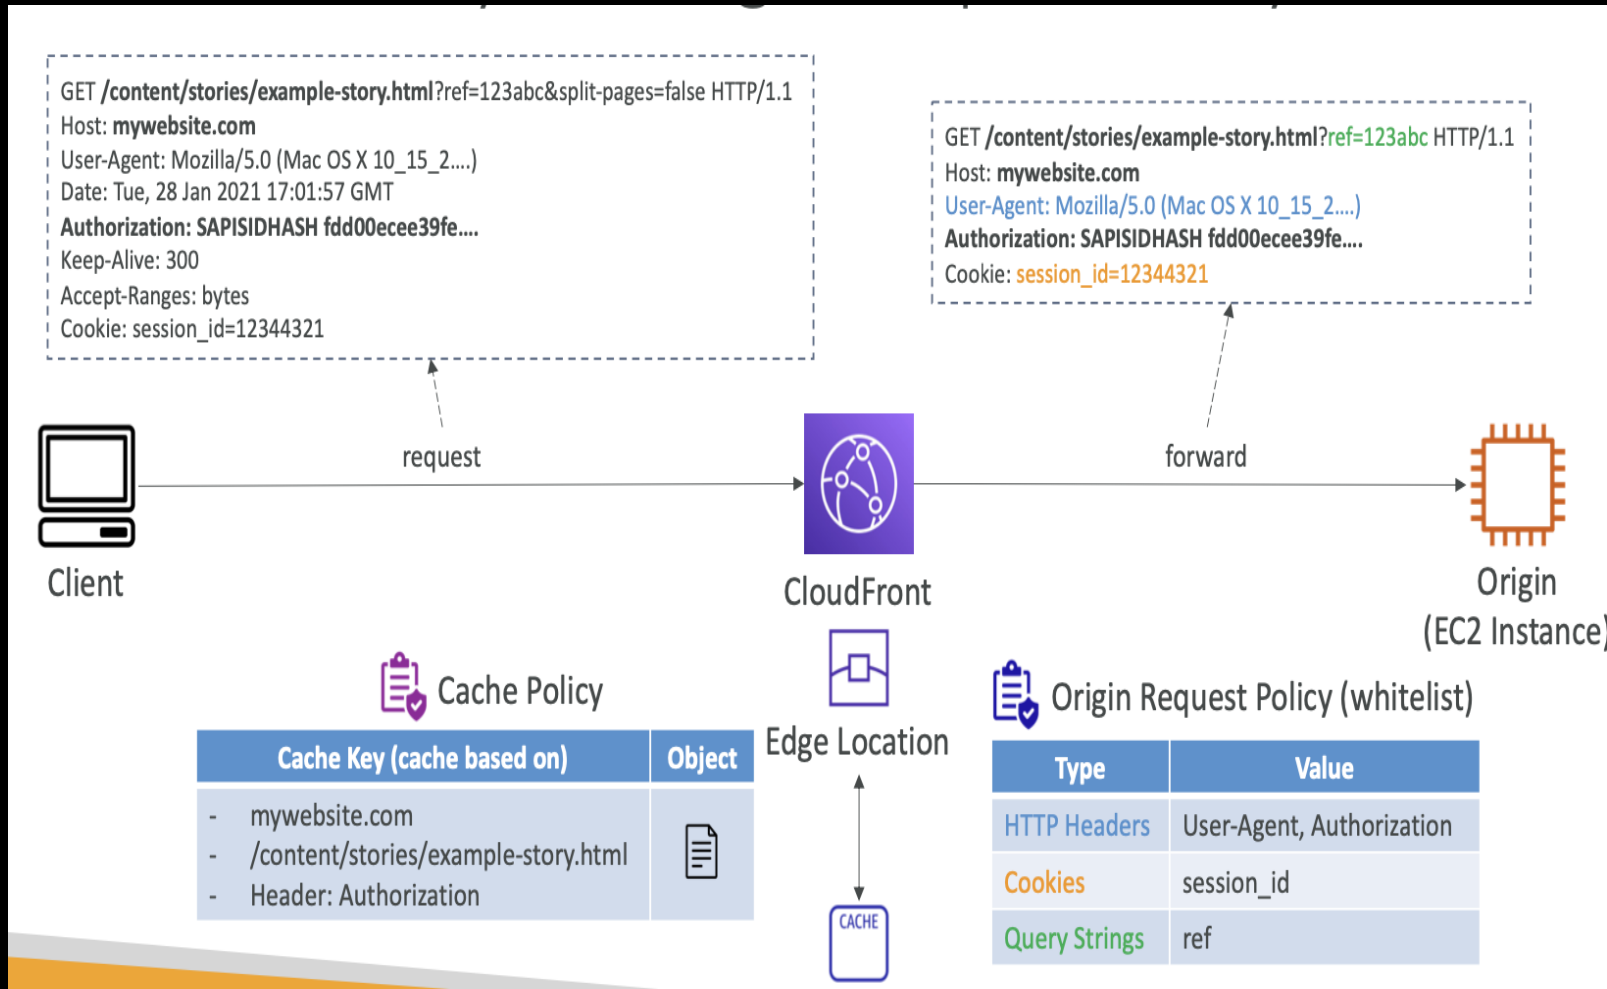 GET /content/stories/example-story.html?ref=123abc&split-pages=false HTTP/1.1
Host: mywebsite.com
User-Agent: Mozilla/5.0 (Mac OS X 10_15_2....)
Date: Tue, 28 Jan 2021 17:01:57 GMT
Authorization: SAPISIDHASH fdd00ecee39fe....
Keep-Alive: 300
Accept-Ranges: bytes
Cookie: session_id=12344321
GET /content/stories/example-story.html?ref=123abc HTTP/1.1
Host: mywebsite.com
User-Agent: Mozilla/5.0 (Mac OS X 10_15_2....)
Authorization: SAPISIDHASH fdd00ecee39fe....
Cookie: session_id=12344321
request
forward
Client
CloudFront
Origin
(EC2 Instance)
Edge Location
CACHE
Cache Policy
Cache Key (cache based on) Object
- mywebsite.com
- /content/stories/example-story.html
- Header: Authorization
Origin Request Policy (whitelist)
Type Value
HTTP Headers User-Agent, Authorization
Cookies session_id
Query Strings ref